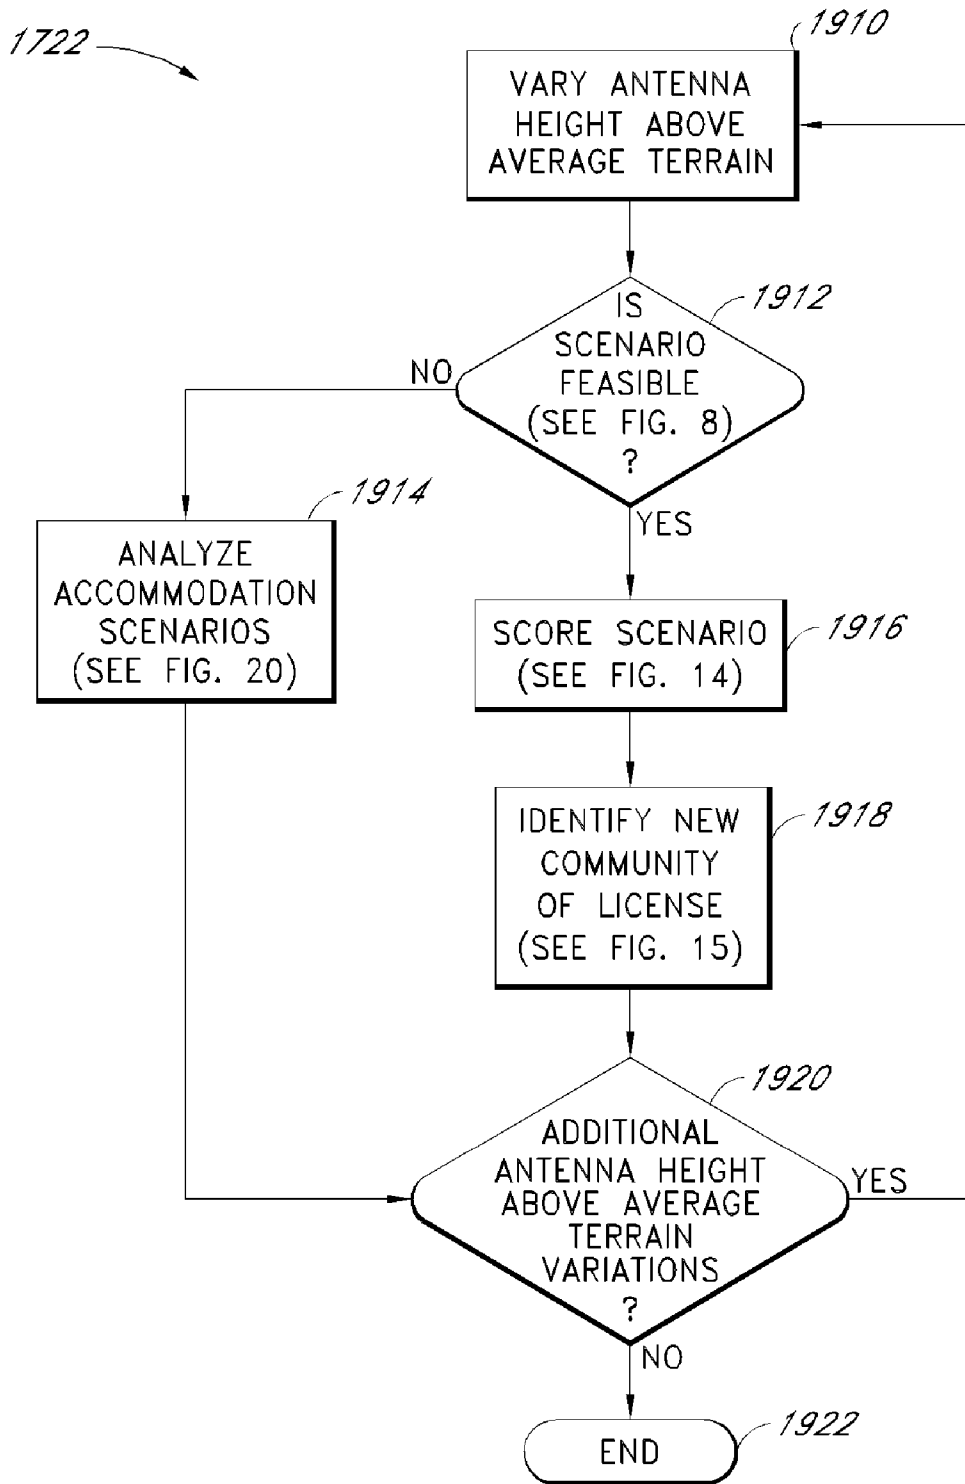 1722
1910
VARY ANTENNA
HEIGHT ABOVE
AVERAGE TERRAIN
1912
IS
SCENARIO
FEASIBLE
(SEE FIG. 8)
?
NO
YES
1914
ANALYZE
ACCOMMODATION
SCENARIOS
(SEE FIG. 20)
1916
SCORE SCENARIO
(SEE FIG. 14)
1918
IDENTIFY NEW
COMMUNITY
OF LICENSE
(SEE FIG. 15)
1920
ADDITIONAL
ANTENNA HEIGHT
ABOVE AVERAGE
TERRAIN
VARIATIONS
?
YES
NO
1922
END